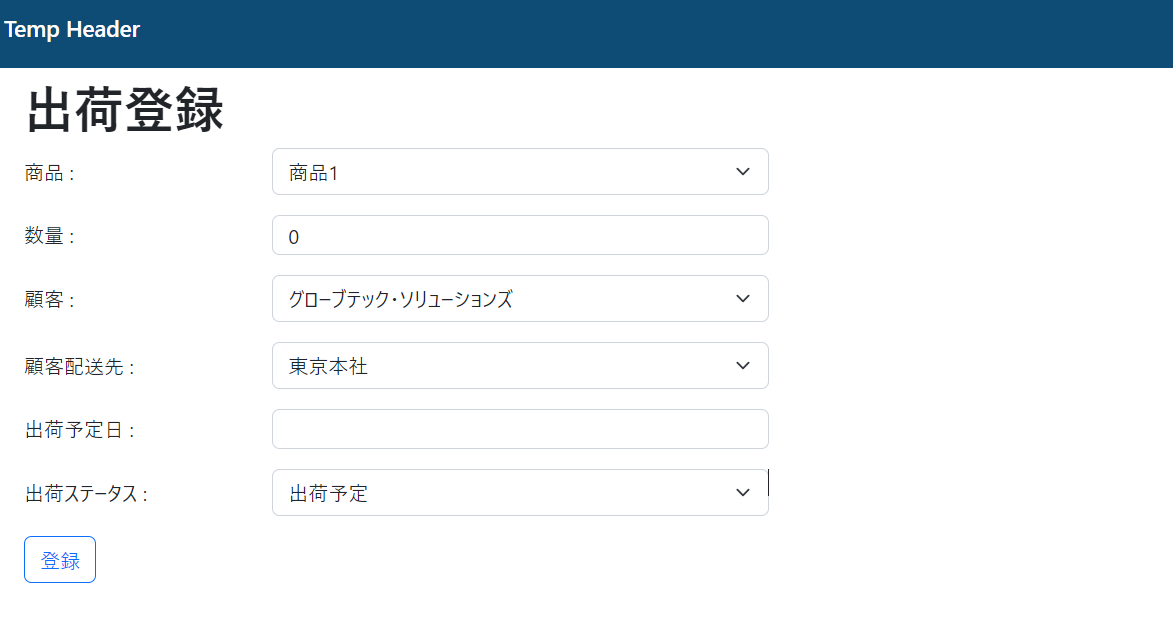 Temp Header
出荷登録
商品 : 商品1
数量 : 0
顧客 : グローブテック・ソリューションズ
顧客配送先 : 東京本社
出荷予定日 :
出荷ステータス : 出荷予定
登録